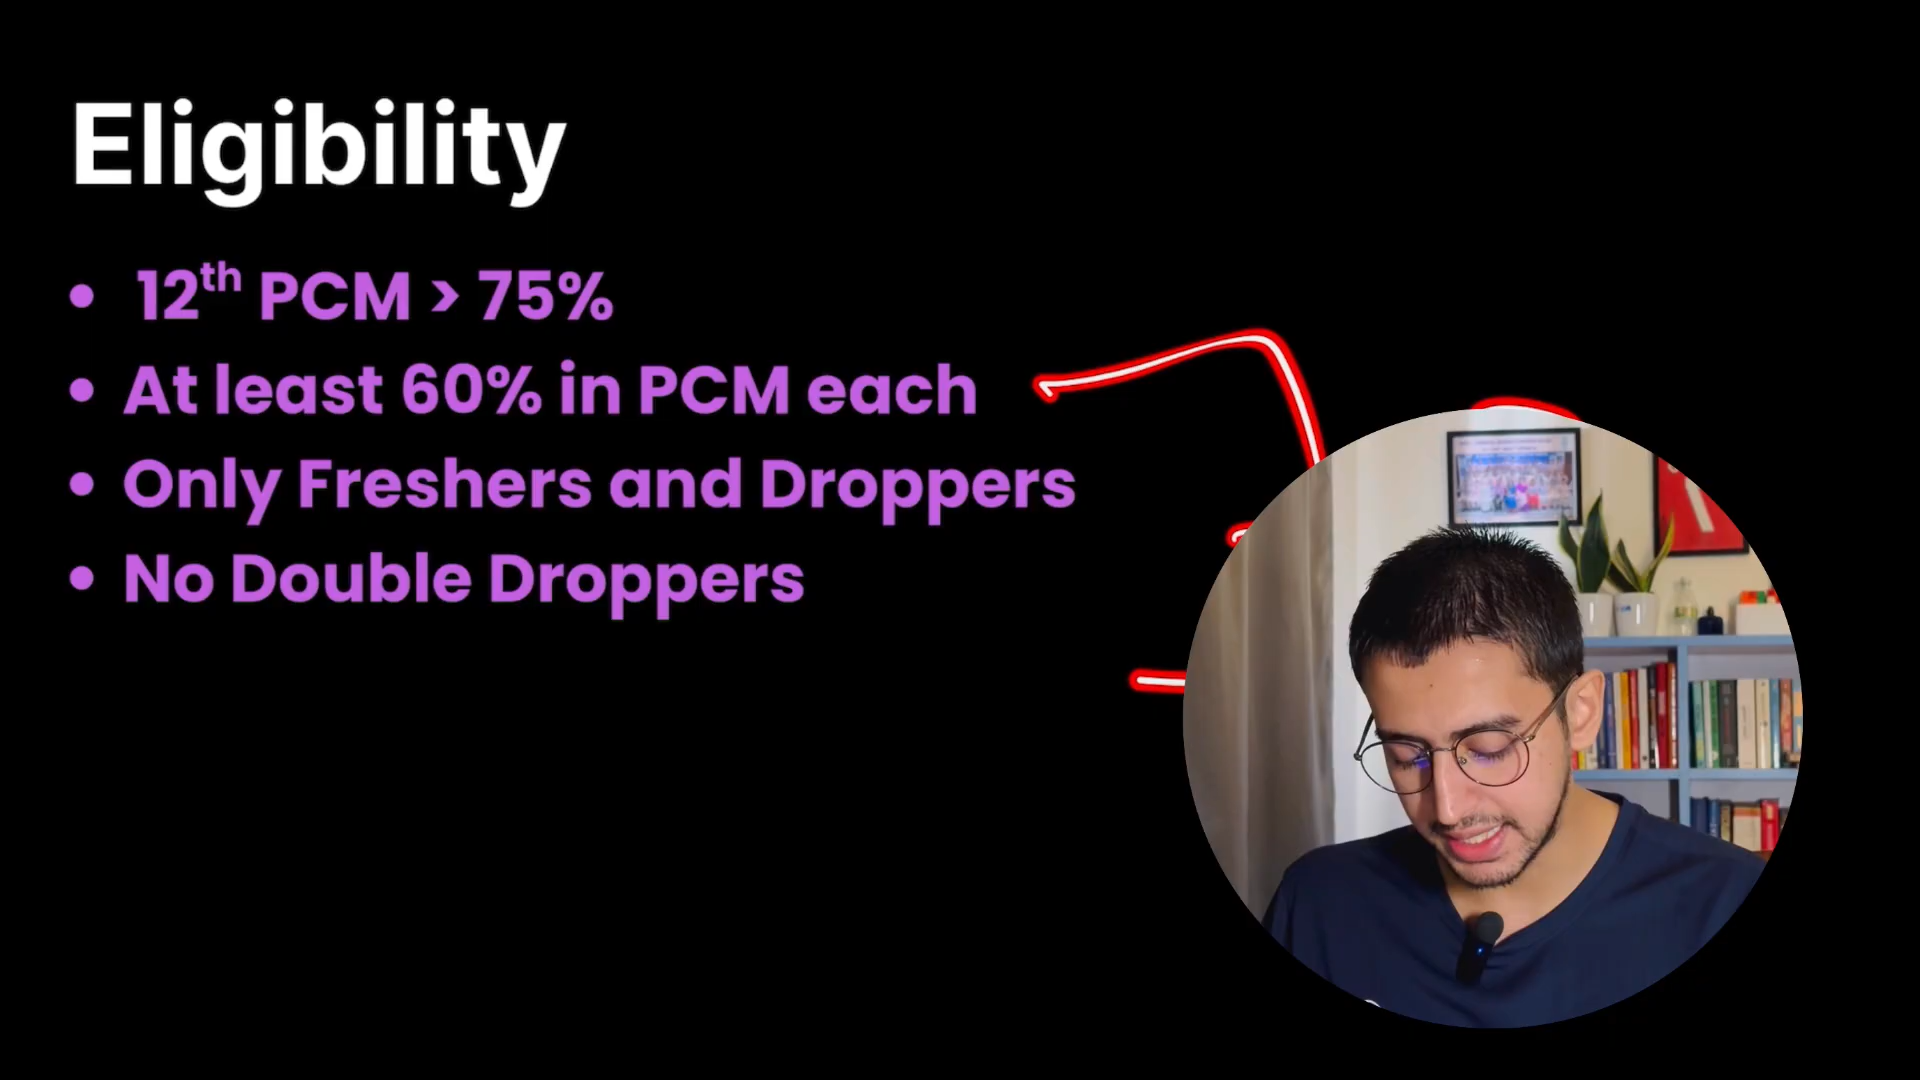 Eligibility
• 12th PCM > 75%
• At least 60% in PCM each
• Only Freshers and Droppers
• No Double Droppers